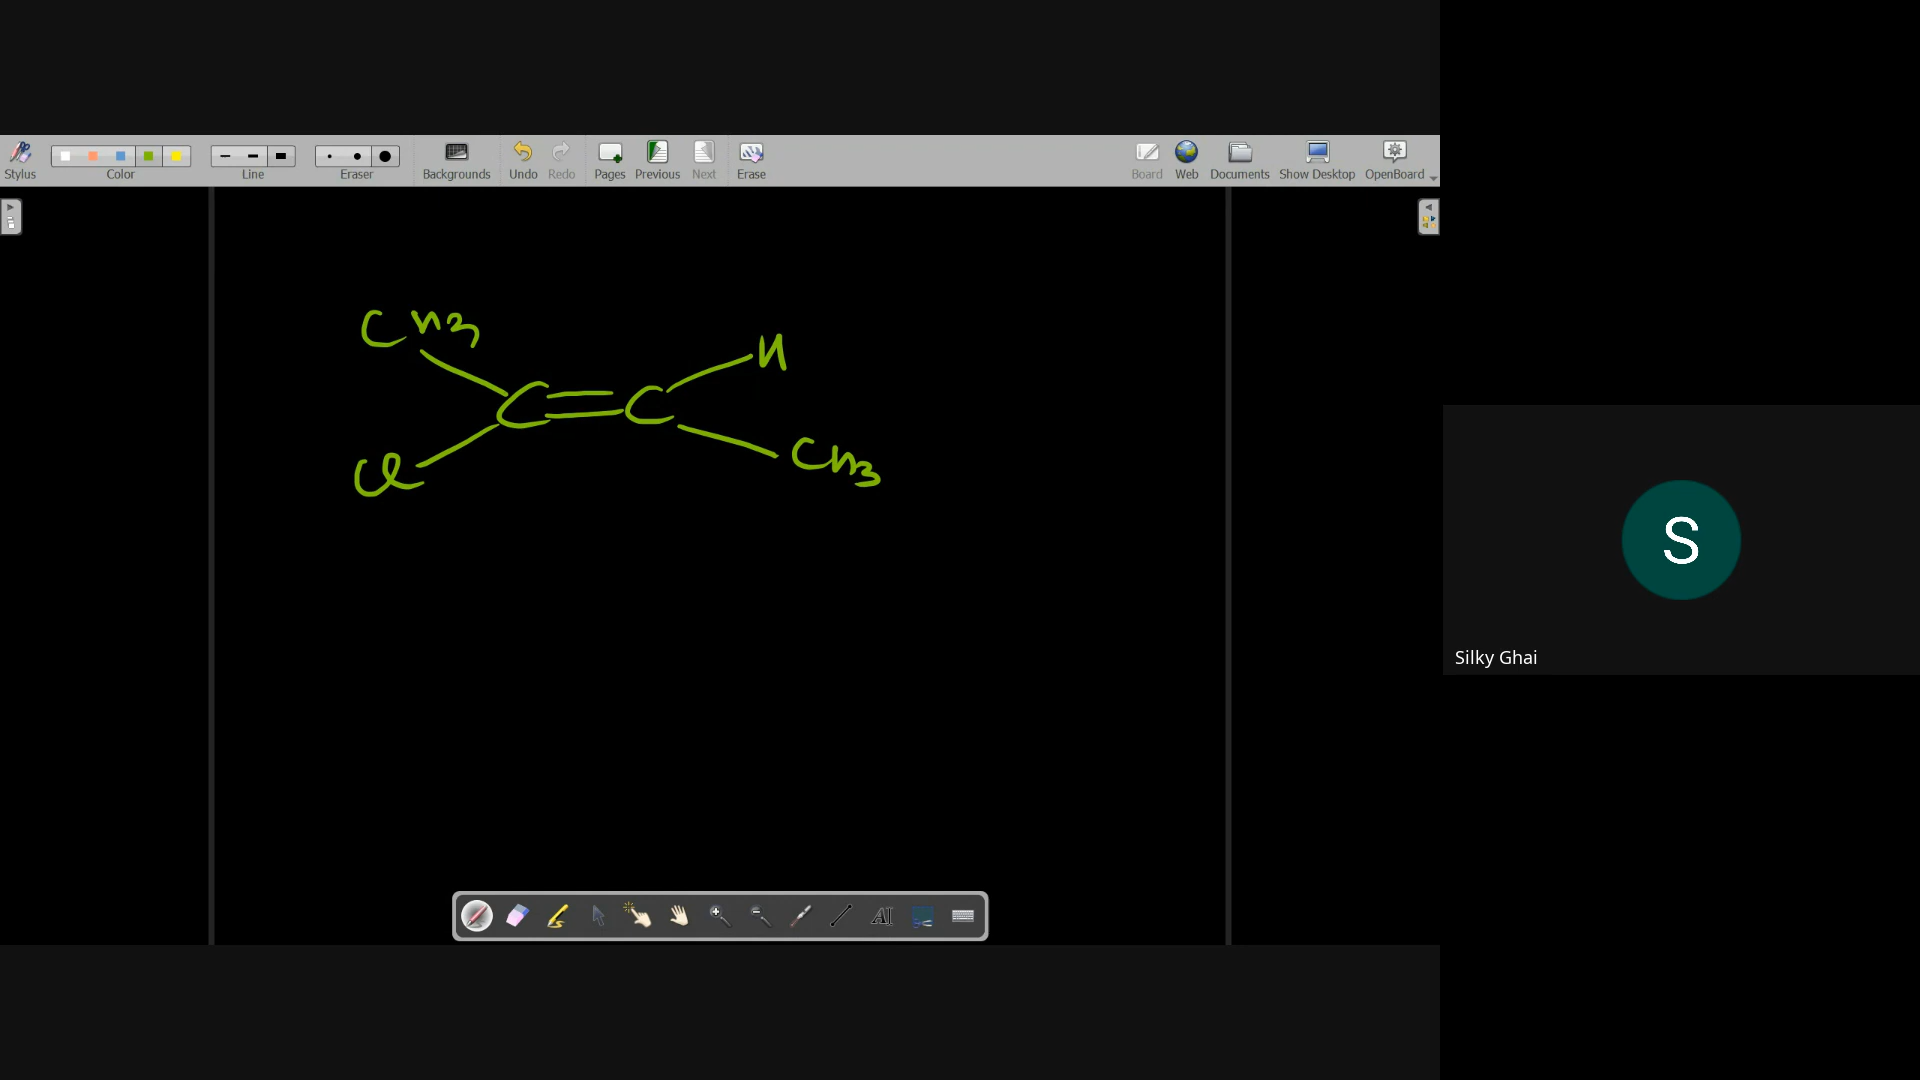 Stylus Color Line Eraser Backgrounds Undo Redo Pages Previous Next Erase Board Web Documents Show Desktop OpenBoard
CH3
H
C=C
Cl
CH3
S
Silky Ghai